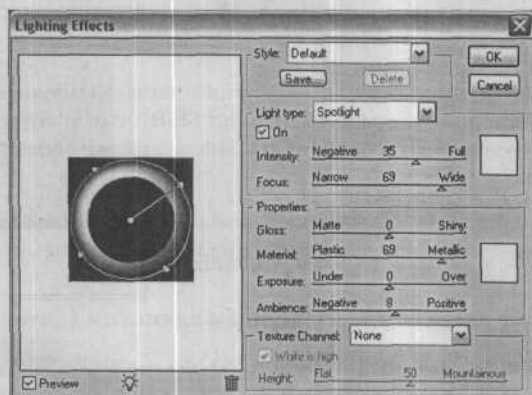 Lighting Effects
Style: Default
OK
Save...
Delete
Cancel
Light type: Spotlight
On
Intensity: Negative 35 Full
Focus: Narrow 69 Wide
Properties:
Gloss: Matte 0 Shiny
Material: Plastic 69 Metallic
Exposure: Under 0 Over
Ambience: Negative 8 Positive
Texture Channel: None
White is high
Height: Flat 50 Mountainous
Preview